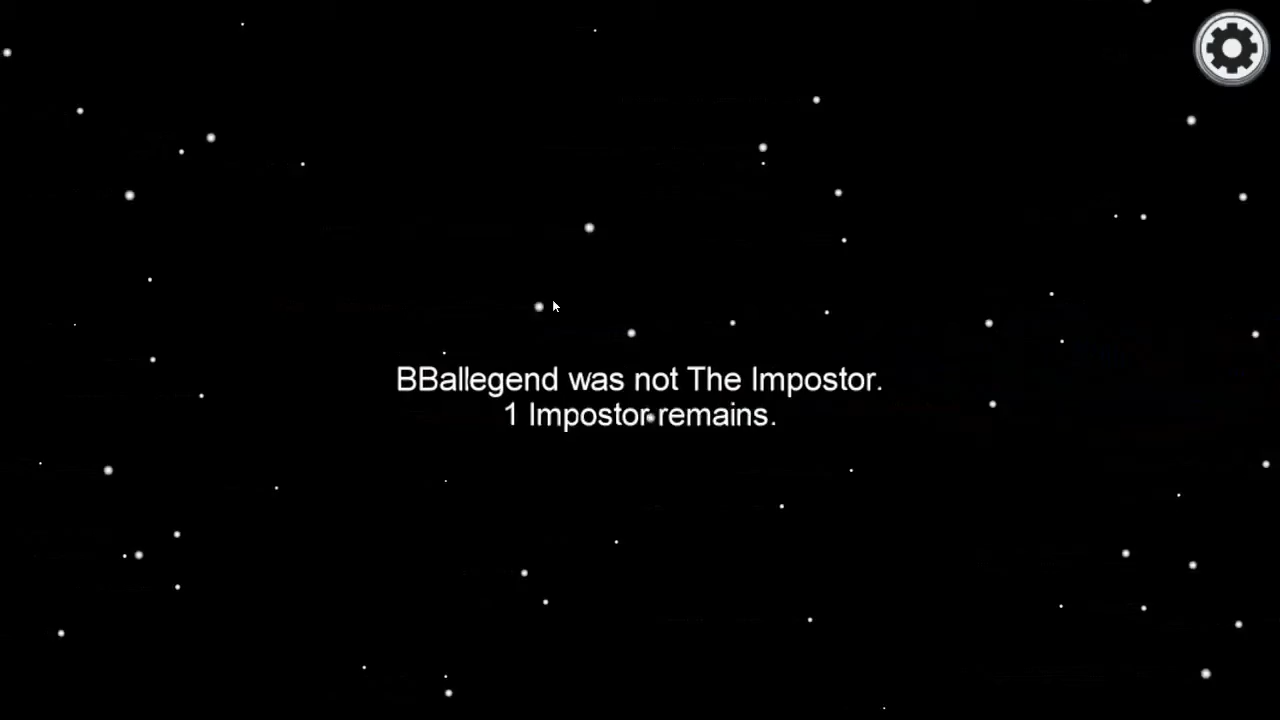 BBallegend was not The Impostor.
1 Impostor remains.